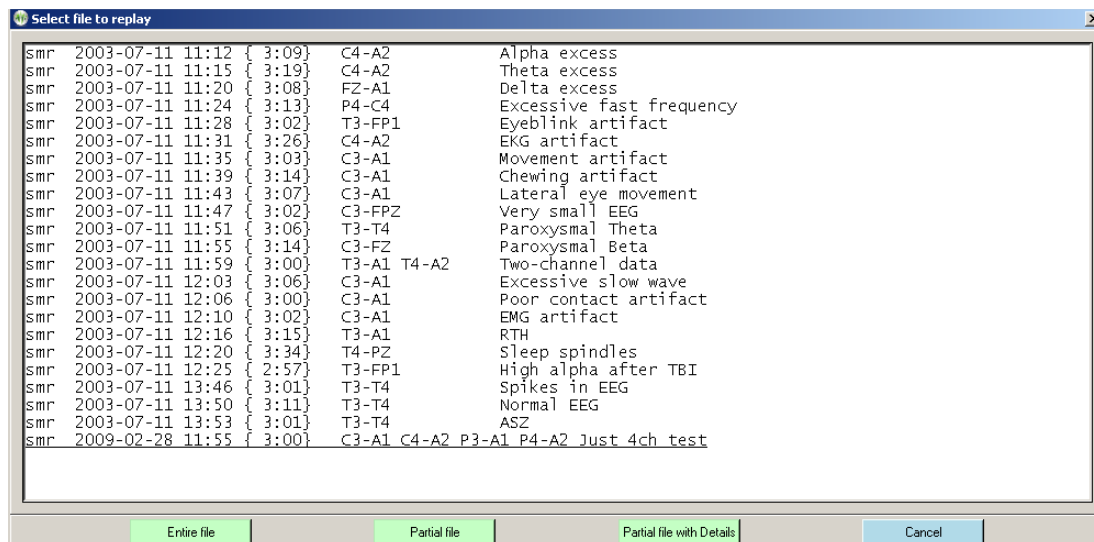 Select file to replay
smr 2003-07-11 11:12 { 3:09} C4-A2 Alpha excess
smr 2003-07-11 11:15 { 3:19} C4-A2 Theta excess
smr 2003-07-11 11:20 { 3:08} FZ-A1 Delta excess
smr 2003-07-11 11:24 { 3:13} P4-C4 Excessive fast frequency
smr 2003-07-11 11:28 { 3:02} T3-FP1 Eyeblink artifact
smr 2003-07-11 11:31 { 3:26} C4-A2 EKG artifact
smr 2003-07-11 11:35 { 3:03} C3-A1 Movement artifact
smr 2003-07-11 11:39 { 3:14} C3-A1 Chewing artifact
smr 2003-07-11 11:43 { 3:07} C3-A1 Lateral eye movement
smr 2003-07-11 11:47 { 3:02} C3-FPZ Very small EEG
smr 2003-07-11 11:51 { 3:06} T3-T4 Paroxysmal Theta
smr 2003-07-11 11:55 { 3:14} C3-FZ Paroxysmal Beta
smr 2003-07-11 11:59 { 3:00} T3-A1 T4-A2 Two-channel data
smr 2003-07-11 12:03 { 3:06} C3-A1 Excessive slow wave
smr 2003-07-11 12:06 { 3:00} C3-A1 Poor contact artifact
smr 2003-07-11 12:10 { 3:02} C3-A1 EMG artifact
smr 2003-07-11 12:16 { 3:15} T3-A1 RTH
smr 2003-07-11 12:20 { 3:34} T4-PZ Sleep spindles
smr 2003-07-11 12:25 { 2:57} T3-FP1 High alpha after TBI
smr 2003-07-11 13:46 { 3:01} T3-T4 Spikes in EEG
smr 2003-07-11 13:50 { 3:11} T3-T4 Normal EEG
smr 2003-07-11 13:53 { 3:01} T3-T4 ASZ
smr 2009-02-28 11:55 { 3:00} C3-A1 C4-A2 P3-A1 P4-A2 Just 4ch test
Entire file Partial file Partial file with Details Cancel